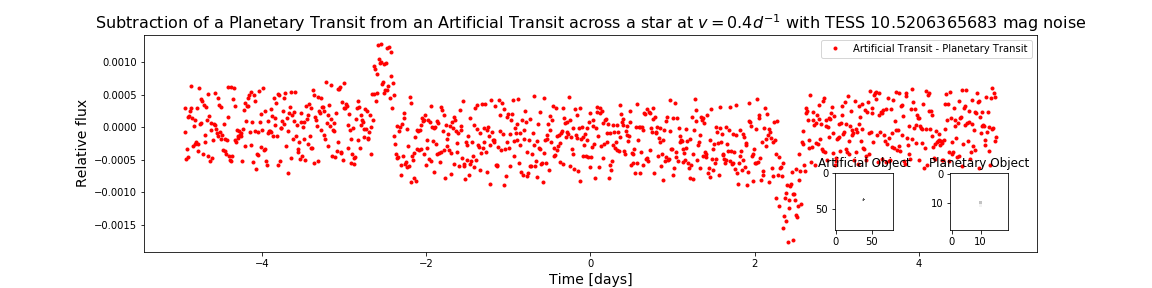 Subtraction of a Planetary Transit from an Artificial Transit across a star at v = 0.4d⁻¹ with TESS 10.5206365683 mag noise
Artificial Transit - Planetary Transit
Relative flux
0.0010
0.0005
0.0000
−0.0005
−0.0010
−0.0015
Artificial Object
0
50
0 50
Planetary Object
0
10
0 10
−4 −2 0 2 4
Time [days]